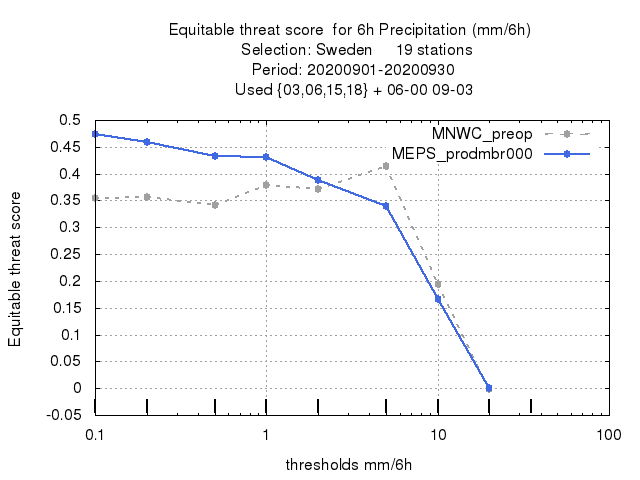 Equitable threat score  for 6h Precipitation (mm/6h)
Selection: Sweden     19 stations
Period: 20200901-20200930
Used {03,06,15,18} + 06-00 09-03
MNWC_preop
MEPS_prodmbr000
0.5
0.45
0.4
0.35
0.3
0.25
0.2
0.15
0.1
0.05
0
-0.05
Equitable threat score
0.1 1 10 100
thresholds mm/6h